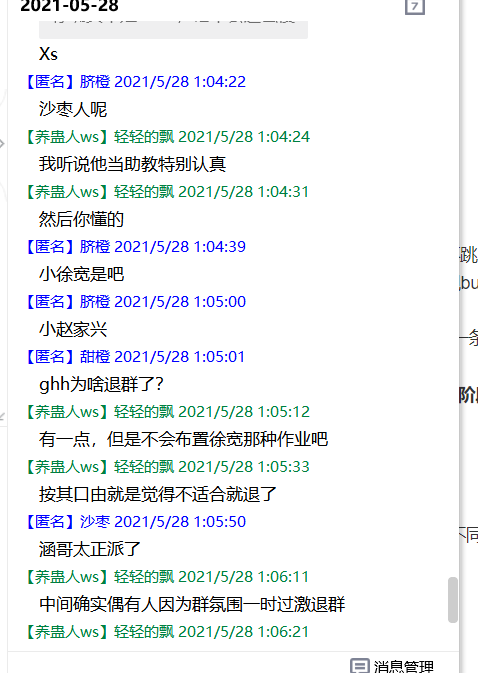 2021-05-28
7
Xs
【匿名】脐橙 2021/5/28 1:04:22
沙枣人呢
【养蛊人ws】轻轻的飘 2021/5/28 1:04:24
我听说他当助教特别认真
【养蛊人ws】轻轻的飘 2021/5/28 1:04:31
然后你懂的
【匿名】脐橙 2021/5/28 1:04:39
小徐宽是吧
【匿名】脐橙 2021/5/28 1:05:00
小赵家兴
【匿名】甜橙 2021/5/28 1:05:01
ghh为啥退群了？
【养蛊人ws】轻轻的飘 2021/5/28 1:05:12
有一点，但是不会布置徐宽那种作业吧
【养蛊人ws】轻轻的飘 2021/5/28 1:05:33
按其口由就是觉得不适合就退了
【匿名】沙枣 2021/5/28 1:05:50
涵哥太正派了
【养蛊人ws】轻轻的飘 2021/5/28 1:06:11
中间确实偶有人因为群氛围一时过激退群
【养蛊人ws】轻轻的飘 2021/5/28 1:06:21
消息管理
跳
bu
一条
阶
不同